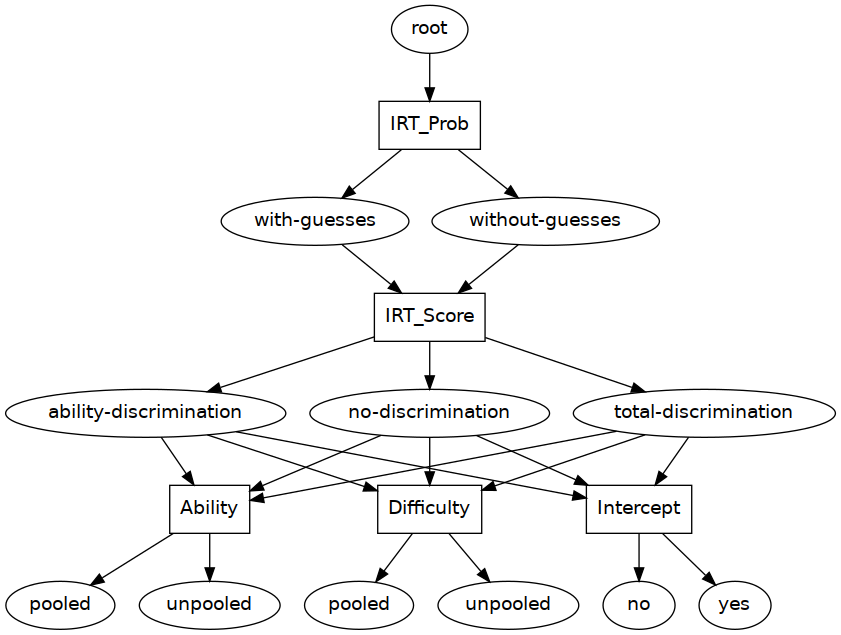 root
IRT_Prob
with-guesses
without-guesses
IRT_Score
ability-discrimination
no-discrimination
total-discrimination
Ability
Difficulty
Intercept
pooled
unpooled
pooled
unpooled
no
yes